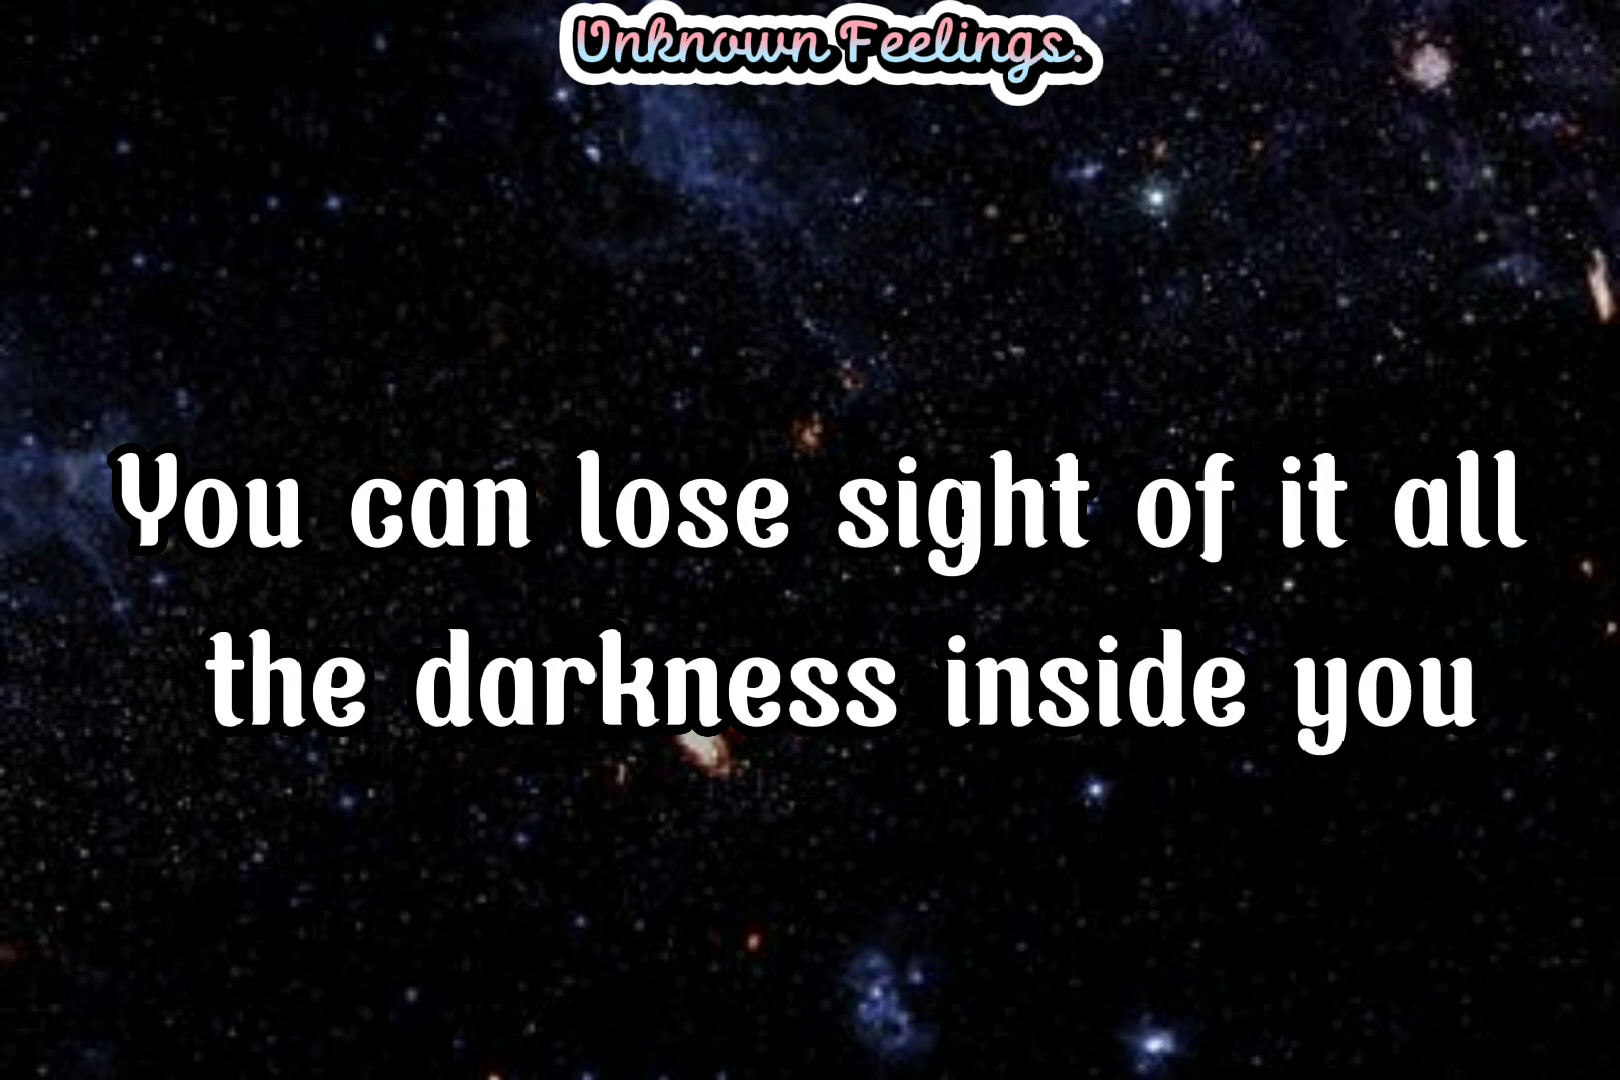 Unknown Feelings.
You can lose sight of it all
the darkness inside you